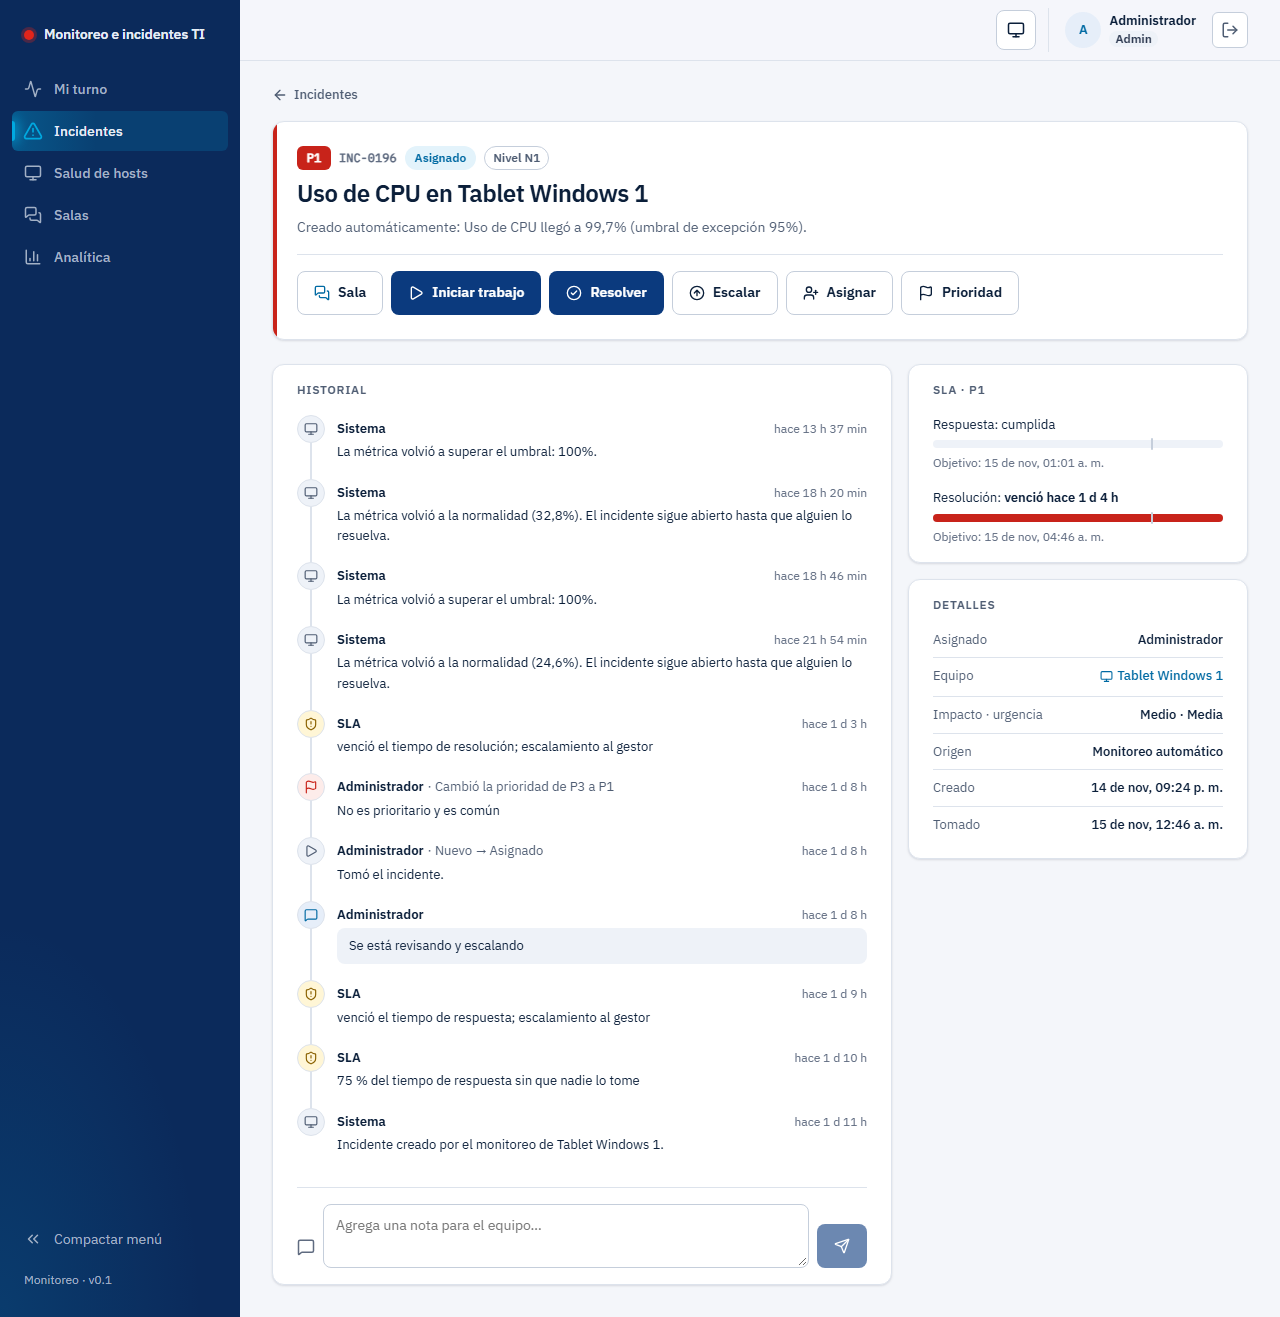 Monitoreo e incidentes TI
Mi turno
Incidentes
Salud de hosts
Salas
Analítica
Compactar menú
Monitoreo · v0.1
A
Administrador
Admin
Incidentes
P1 INC-0196 Asignado Nivel N1
Uso de CPU en Tablet Windows 1
Creado automáticamente: Uso de CPU llegó a 99,7% (umbral de excepción 95%).
Sala Iniciar trabajo Resolver Escalar Asignar Prioridad
HISTORIAL
Sistema hace 13 h 37 min
La métrica volvió a superar el umbral: 100%.
Sistema hace 18 h 20 min
La métrica volvió a la normalidad (32,8%). El incidente sigue abierto hasta que alguien lo
resuelva.
Sistema hace 18 h 46 min
La métrica volvió a superar el umbral: 100%.
Sistema hace 21 h 54 min
La métrica volvió a la normalidad (24,6%). El incidente sigue abierto hasta que alguien lo
resuelva.
SLA hace 1 d 3 h
venció el tiempo de resolución; escalamiento al gestor
Administrador · Cambió la prioridad de P3 a P1 hace 1 d 8 h
No es prioritario y es común
Administrador · Nuevo → Asignado hace 1 d 8 h
Tomó el incidente.
Administrador hace 1 d 8 h
Se está revisando y escalando
SLA hace 1 d 9 h
venció el tiempo de respuesta; escalamiento al gestor
SLA hace 1 d 10 h
75 % del tiempo de respuesta sin que nadie lo tome
Sistema hace 1 d 11 h
Incidente creado por el monitoreo de Tablet Windows 1.
Agrega una nota para el equipo...
SLA · P1
Respuesta: cumplida
Objetivo: 15 de nov, 01:01 a. m.
Resolución: venció hace 1 d 4 h
Objetivo: 15 de nov, 04:46 a. m.
DETALLES
Asignado Administrador
Equipo Tablet Windows 1
Impacto · urgencia Medio · Media
Origen Monitoreo automático
Creado 14 de nov, 09:24 p. m.
Tomado 15 de nov, 12:46 a. m.